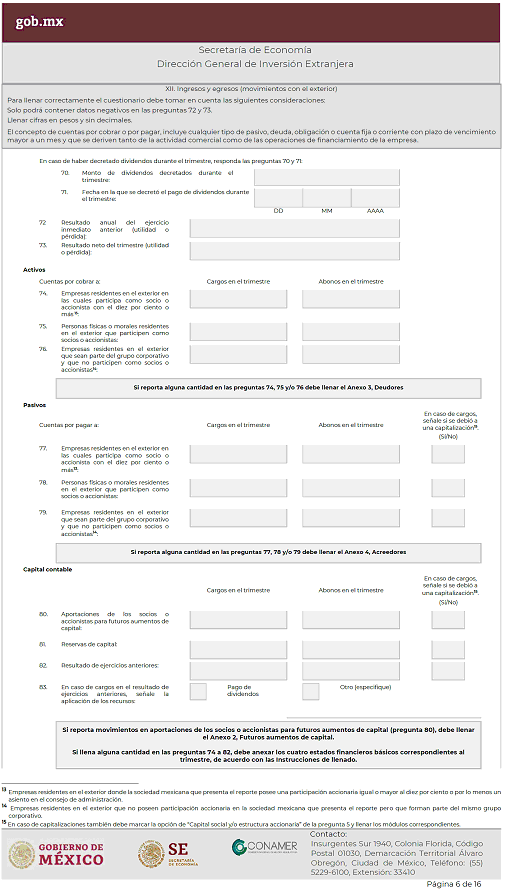 gob.mx
Secretaría de Economía
Dirección General de Inversión Extranjera
XII. Ingresos y egresos (movimientos con el exterior)
Para llenar correctamente el cuestionario debe tomar en cuenta las siguientes consideraciones:
Solo podrá contener datos negativos en las preguntas 72 y 73.
Llenar cifras en pesos y sin decimales.
El concepto de cuentas por cobrar o por pagar, incluye cualquier tipo de pasivo, deuda, obligación o cuenta fija o corriente con plazo de vencimiento
mayor a un mes y que se deriven tanto de la actividad comercial como de las operaciones de financiamiento de la empresa.
En caso de haber decretado dividendos durante el trimestre, responda las preguntas 70 y 71:
70. Monto de dividendos decretados durante el
trimestre:
71. Fecha en la que se decretó el pago de dividendos durante
el trimestre:
DD MM AAAA
72 Resultado anual del ejercicio
inmediato anterior (utilidad o
pérdida):
73. Resultado neto del trimestre (utilidad
o pérdida):
Activos
Cuentas por cobrar a: Cargos en el trimestre Abonos en el trimestre
74. Empresas residentes en el exterior en
las cuales participa como socio o
accionista con el diez por ciento o
más
75. Personas físicas o morales residentes
en el exterior que participen como
socios o accionistas:
76. Empresas residentes en el exterior
que sean parte del grupo corporativo
y que no participen como socios o
accionistas
Si reporta alguna cantidad en las preguntas 74, 75 y/o 76 debe llenar el Anexo 3, Deudores
Pasivos
Cuentas por pagar a: Cargos en el trimestre Abonos en el trimestre
En caso de cargos,
señale si se debió a
una capitalización
(Sí/No)
77. Empresas residentes en el exterior en
las cuales participa como socio o
accionista con el diez por ciento o
más
78. Personas físicas o morales residentes
en el exterior que participen como
socios o accionistas:
79. Empresas residentes en el exterior
que sean parte del grupo corporativo
y que no participen como socios o
accionistas
Si reporta alguna cantidad en las preguntas 77, 78 y/o 79 debe llenar el Anexo 4, Acreedores
Capital contable
Cargos en el trimestre Abonos en el trimestre
En caso de cargos,
señale si se debió a
una capitalización
(Sí/No)
80. Aportaciones de los socios o
accionistas para futuros aumentos de
capital:
81. Reservas de capital:
82. Resultado de ejercicios anteriores:
83. En caso de cargos en el resultado de
ejercicios anteriores, señale la
aplicación de los recursos:
Pago de
dividendos
Otro (especifique)
Si reporta movimientos en aportaciones de los socios o accionistas para futuros aumentos de capital (pregunta 80), debe llenar
el Anexo 2, Futuros aumentos de capital.
Si llena alguna cantidad en las preguntas 74 a 82, debe anexar los cuatro estados financieros básicos correspondientes al
trimestre, de acuerdo con las Instrucciones de llenado.
13 Empresas residentes en el exterior donde la sociedad mexicana que presenta el reporte posee una participación accionaria igual o mayor al diez por ciento o por lo menos un
asiento en el consejo de administración.
14 Empresas residentes en el exterior que no poseen participación accionaria en la sociedad mexicana que presenta el reporte pero que forman parte del mismo grupo
corporativo.
15 En caso de capitalizaciones también debe marcar la opción de "Capital social y/o estructura accionaria" de la pregunta 5 y llenar los módulos correspondientes.
GOBIERNO DE
MÉXICO
SE
SECRETARÍA
DE ECONOMÍA
CONAMER
Contacto:
Insurgentes Sur 1940, Colonia Florida, Código
Postal 01030, Demarcación Territorial Álvaro
Obregón, Ciudad de México, Teléfono: (55)
5229-6100, Extensión: 33410
Página 6 de 16